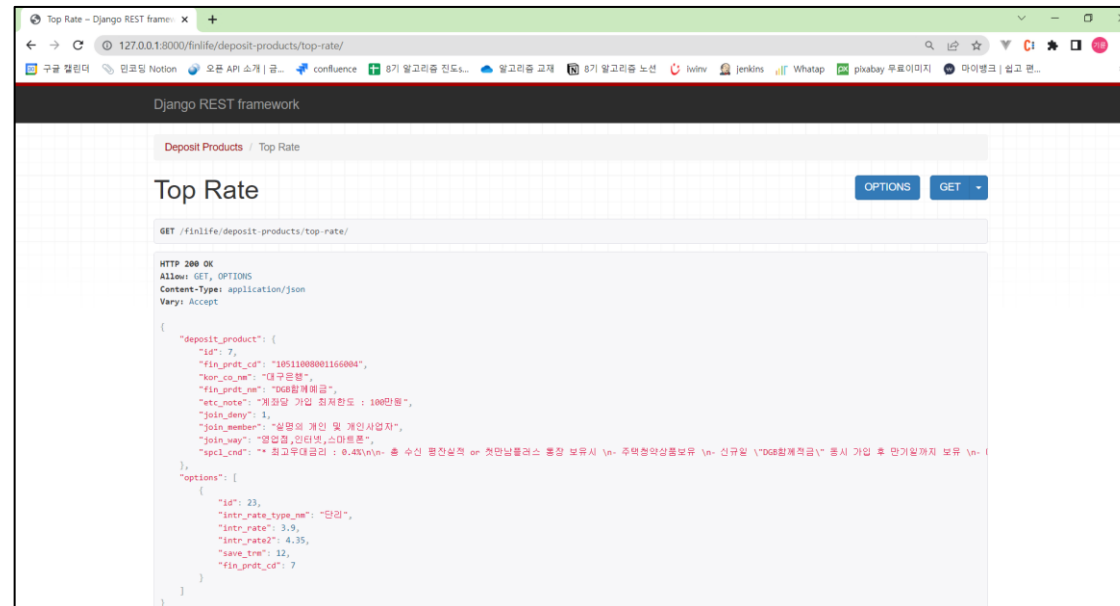 Top Rate – Django REST framew
127.0.0.1:8000/finlife/deposit-products/top-rate/
구글 캘린더 민코딩 Notion 오픈 API 소개 | 금... confluence 8기 알고리즘 진도s... 알고리즘 교재 8기 알고리즘 노션 iwinv jenkins Whatap pixabay 무료이미지 마이뱅크 | 쉽고 편...
Django REST framework
Deposit Products / Top Rate
Top Rate
OPTIONS GET
GET /finlife/deposit-products/top-rate/
HTTP 200 OK
Allow: GET, OPTIONS
Content-Type: application/json
Vary: Accept
{
"deposit_product": {
"id": 7,
"fin_prdt_cd": "10511008001166004",
"kor_co_nm": "대구은행",
"fin_prdt_nm": "DGB함께예금",
"etc_note": "계좌당 가입 최저한도 : 100만원",
"join_deny": 1,
"join_member": "실명의 개인 및 개인사업자",
"join_way": "영업점,인터넷,스마트폰",
"spcl_cnd": "* 최고우대금리 : 0.4%\n\n- 총 수신 평잔실적 or 첫만남플러스 통장 보유시 \n- 주택청약상품보유 \n- 신규일 \"DGB함께적금\" 동시 가입 후 만기일까지 보유 \n-
},
"options": [
{
"id": 23,
"intr_rate_type_nm": "단리",
"intr_rate": 3.9,
"intr_rate2": 4.35,
"save_trm": 12,
"fin_prdt_cd": 7
}
]
}